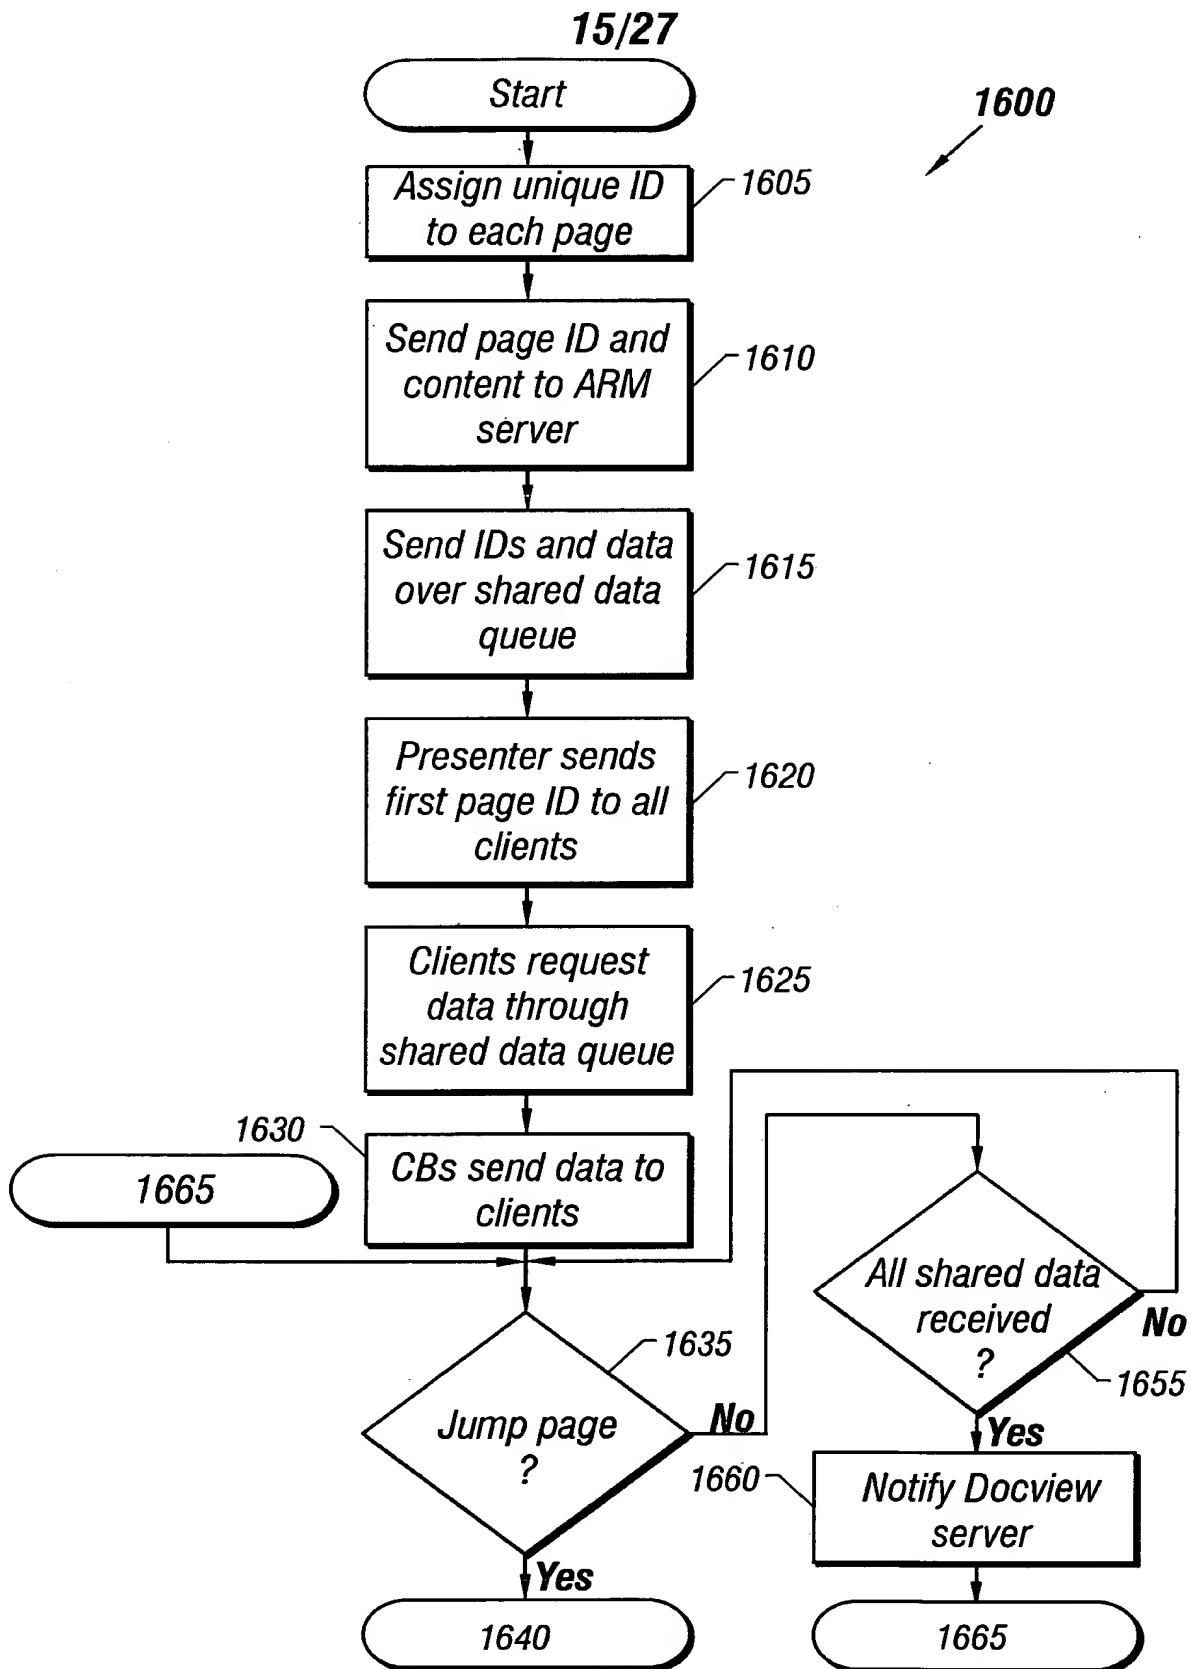 15/27
Start
1600
Assign unique ID
to each page
1605
Send page ID and
content to ARM
server
1610
Send IDs and data
over shared data
queue
1615
Presenter sends
first page ID to all
clients
1620
Clients request
data through
shared data queue
1625
1630
CBs send data to
clients
1665
All shared data
received
?
No
1655
1635
Jump page
?
No
Yes
1660
Notify Docview
server
Yes
1640
1665